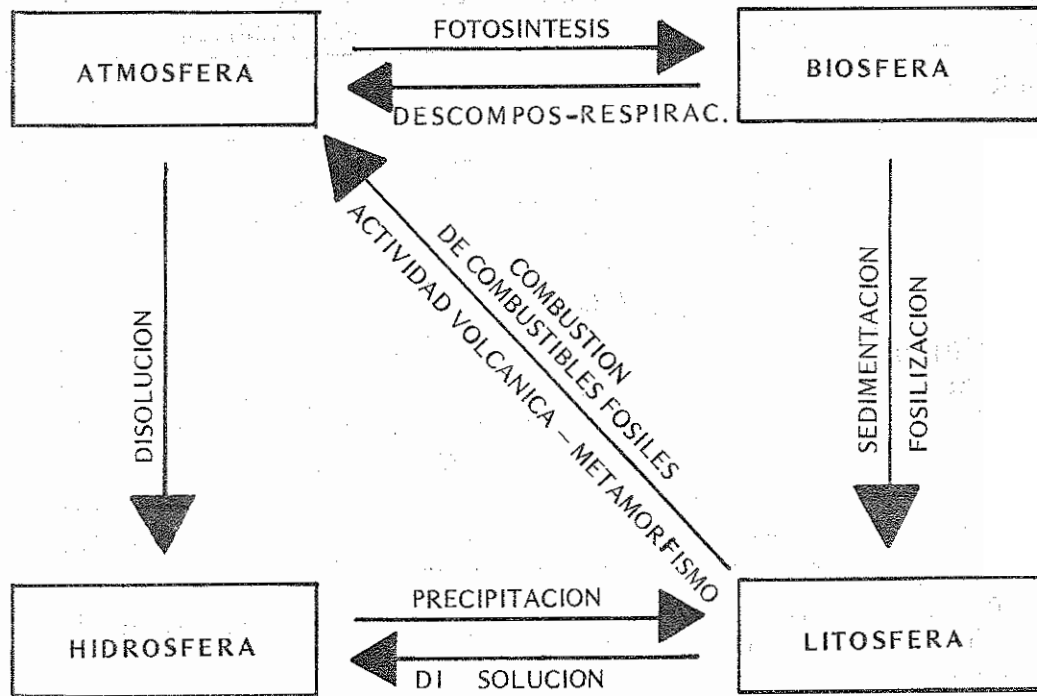 FOTOSINTESIS
ATMOSFERA
BIOSFERA
DESCOMPOS-RESPIRAC.
COMBUSTION
DE COMBUSTIBLES FOSILES
ACTIVIDAD VOLCANICA - METAMORFISMO
DISOLUCION
SEDIMENTACION
FOSILIZACION
PRECIPITACION
HIDROSFERA
LITOSFERA
DI SOLUCION